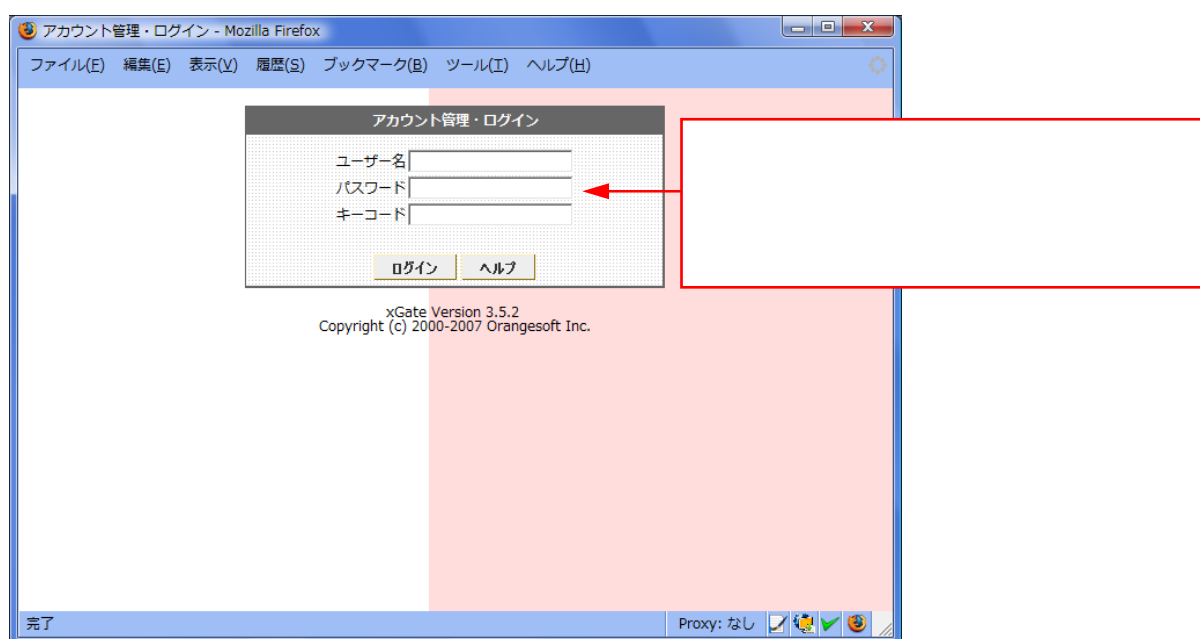 アカウント管理・ログイン - Mozilla Firefox
ファイル(F) 編集(E) 表示(V) 履歴(S) ブックマーク(B) ツール(T) ヘルプ(H)
アカウント管理・ログイン
ユーザー名
パスワード
キーコード
ログイン ヘルプ
xGate Version 3.5.2
Copyright (c) 2000-2007 Orangesoft Inc.
完了 Proxy: なし